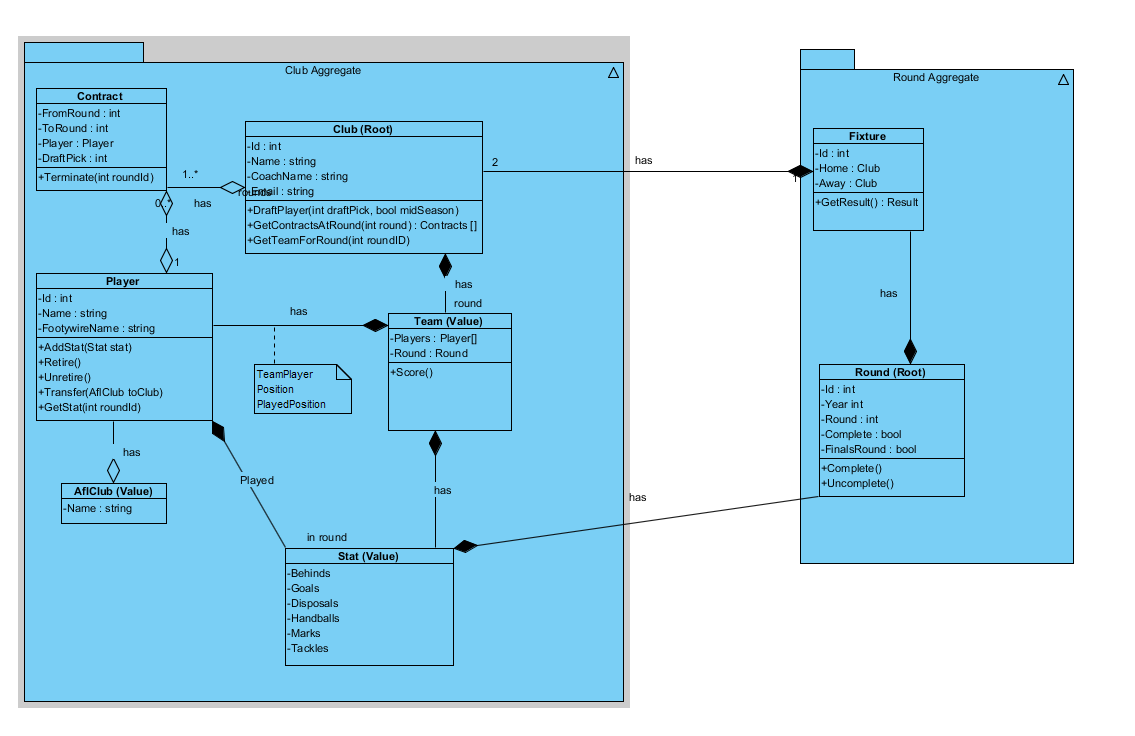 Club Aggregate
Contract
-FromRound : int
-ToRound : int
-Player : Player
-DraftPick : int
+Terminate(int roundId)
Club (Root)
-Id : int
-Name : string
-CoachName : string
-Email : string
+DraftPlayer(int draftPick, bool midSeason)
+GetContractsAtRound(int round) : Contracts []
+GetTeamForRound(int roundID)
1..*
rounds
has
0..*
has
1
2
has
1
Player
-Id : int
-Name : string
-FootywireName : string
+AddStat(Stat stat)
+Retire()
+Unretire()
+Transfer(AflClub toClub)
+GetStat(int roundId)
has
has
round
Team (Value)
-Players : Player[]
-Round : Round
+Score()
TeamPlayer
Position
PlayedPosition
has
AflClub (Value)
-Name : string
Played
in round
has
Stat (Value)
-Behinds
-Goals
-Disposals
-Handballs
-Marks
-Tackles
has
Round Aggregate
Fixture
-Id : int
-Home : Club
-Away : Club
+GetResult() : Result
has
Round (Root)
-Id : int
-Year int
-Round : int
-Complete : bool
-FinalsRound : bool
+Complete()
+Uncomplete()